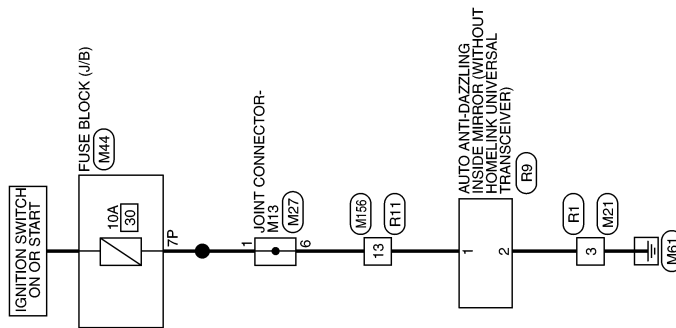 IGNITION SWITCH
ON OR START
FUSE BLOCK (J/B)
M44
10A
30
7P
JOINT CONNECTOR-
M13
M27
1
6
M156
13
R11
AUTO ANTI-DAZZLING
INSIDE MIRROR (WITHOUT
HOMELINK UNIVERSAL
TRANSCEIVER)
R9
1
2
R1
3
M21
M61